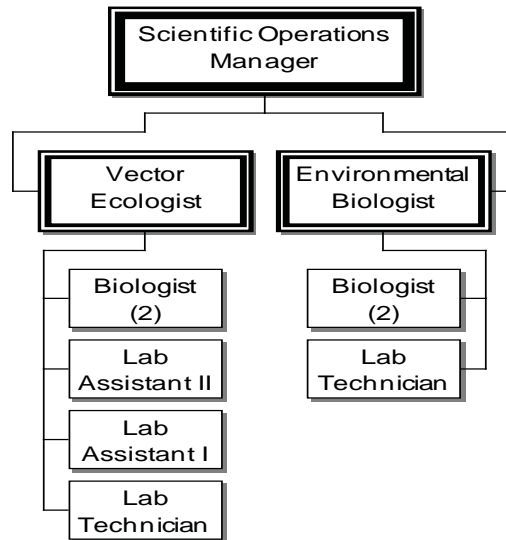 Scientific Operations
Manager
Vector
Ecologist
Environmental
Biologist
Biologist
(2)
Lab
Assistant II
Lab
Assistant I
Lab
Technician
Biologist
(2)
Lab
Technician